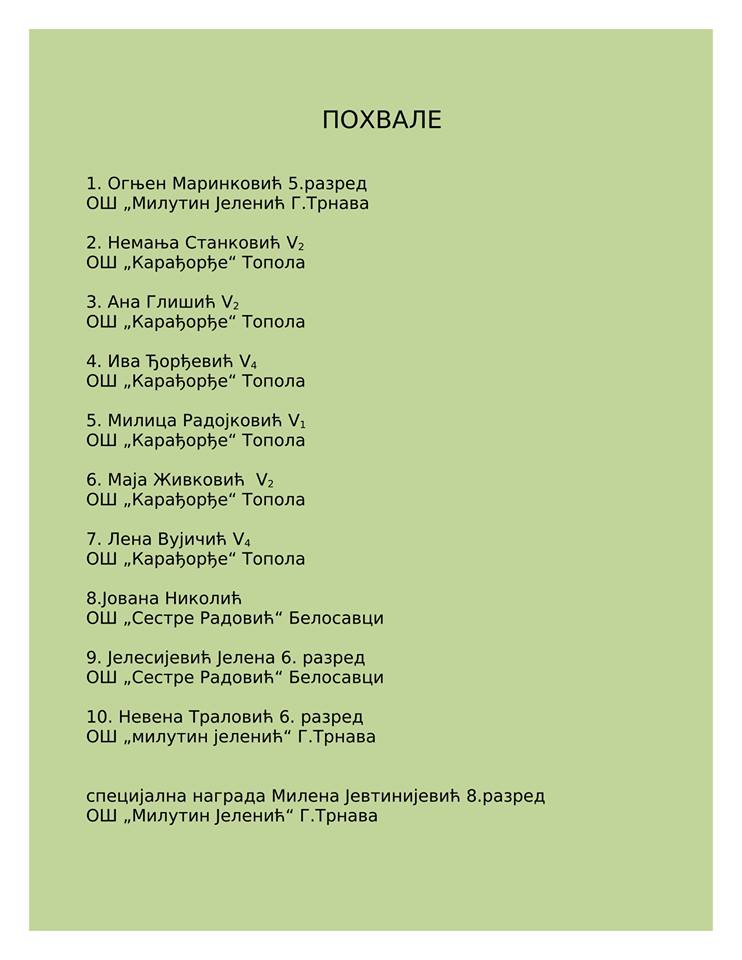 ПОХВАЛЕ
1. Огњен Маринковић 5.разред
ОШ „Милутин Јеленић Г.Трнава
2. Немања Станковић V₂
ОШ „Карађорђе“ Топола
3. Ана Глишић V₂
ОШ „Карађорђе“ Топола
4. Ива Ђорђевић V₄
ОШ „Карађорђе“ Топола
5. Милица Радојковић V₁
ОШ „Карађорђе“ Топола
6. Маја Живковић  V₂
ОШ „Карађорђе“ Топола
7. Лена Вујичић V₄
ОШ „Карађорђе“ Топола
8.Јована Николић
ОШ „Сестре Радовић“ Белосавци
9. Јелесијевић Јелена 6. разред
ОШ „Сестре Радовић“ Белосавци
10. Невена Траловић 6. разред
ОШ „милутин јеленић“ Г.Трнава
специјална награда Милена Јевтинијевић 8.разред
ОШ „Милутин Јеленић“ Г.Трнава